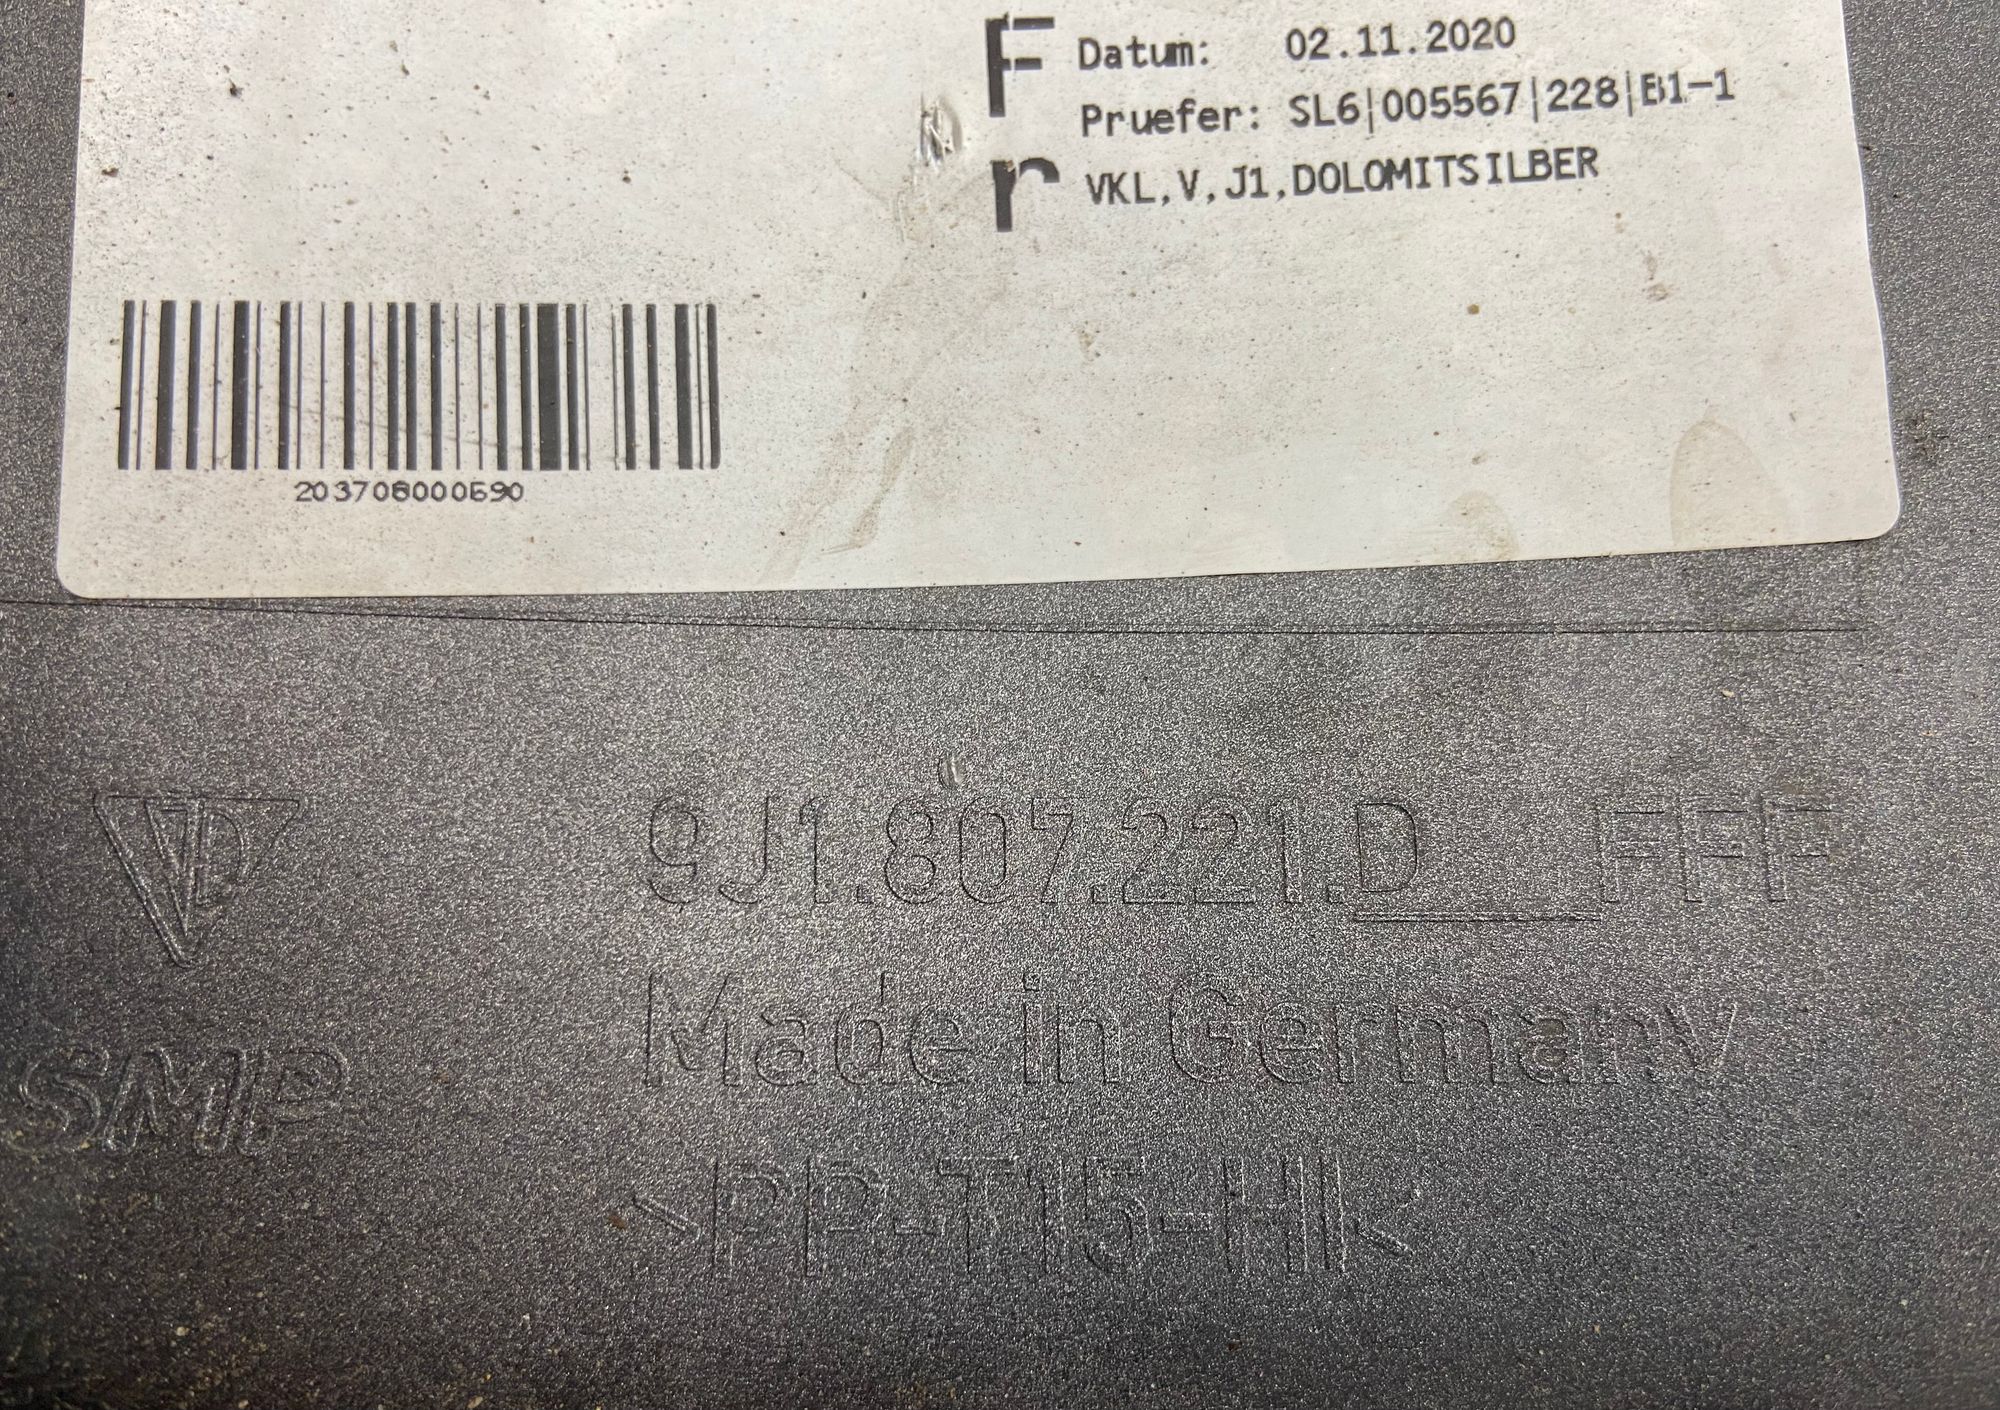 Datum: 02.11.2020
Pruefer: SL6|005567|228|B1-1
VKL,V,J1,DOLOMITSILBER
9J1.807.221.D FFF
Made in Germany
SMP